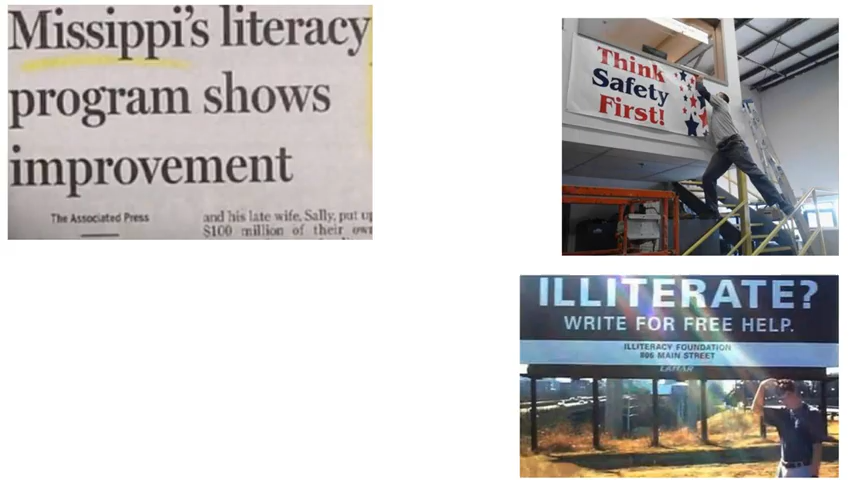 Missippi's literacy
program shows
improvement
The Associated Press
and his late wife, Sally, put up
$100 million of their own
Think
Safety
First!
ILLITERATE?
WRITE FOR FREE HELP.
ILLITERACY FOUNDATION
806 MAIN STREET
LAMAR